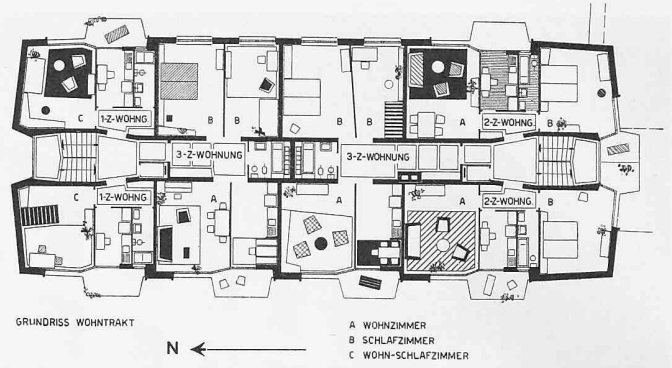 C
1-Z-WOHNG.
B
B
B
B
A
2-Z-WOHNG.
B
3-Z-WOHNUNG
3-Z-WOHNUNG
C
1-Z-WOHNG.
A
A
A
2-Z-WOHNG.
B
GRUNDRISS WOHNTRAKT
N
A WOHNZIMMER
B SCHLAFZIMMER
C WOHN-SCHLAFZIMMER